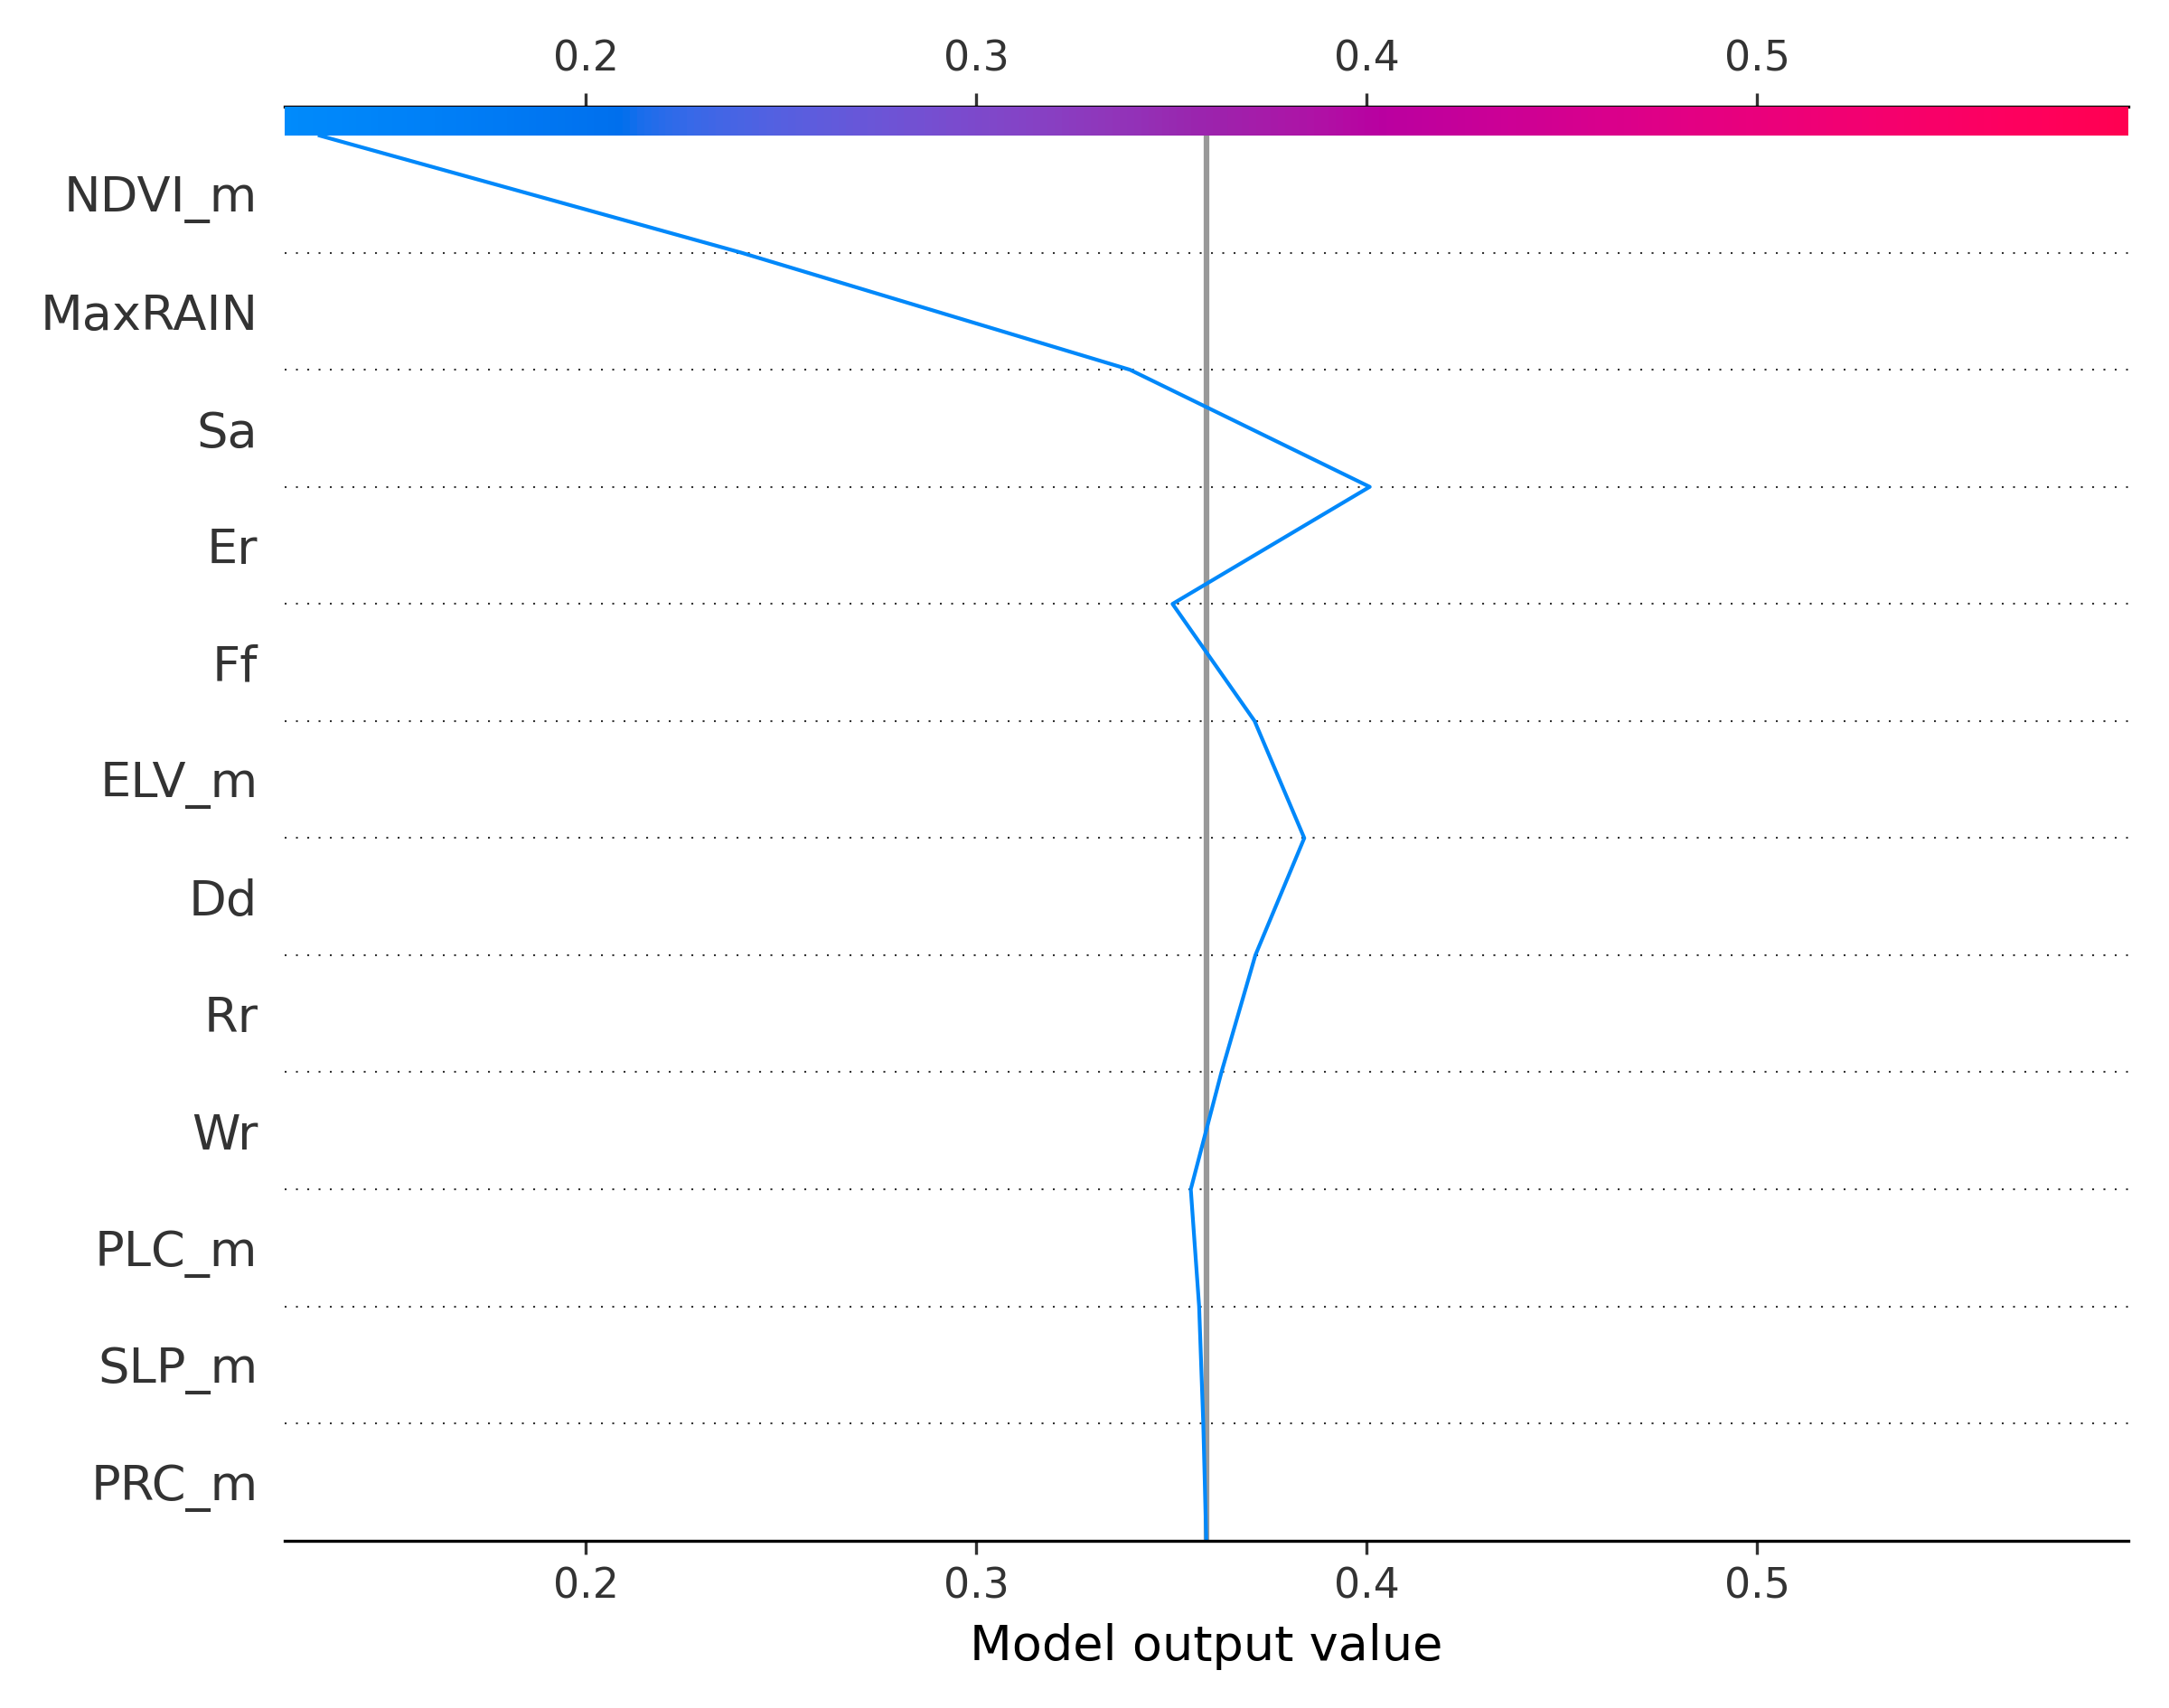 0.2 0.3 0.4 0.5
NDVI_m
MaxRAIN
Sa
Er
Ff
ELV_m
Dd
Rr
Wr
PLC_m
SLP_m
PRC_m
0.2 0.3 0.4 0.5
Model output value